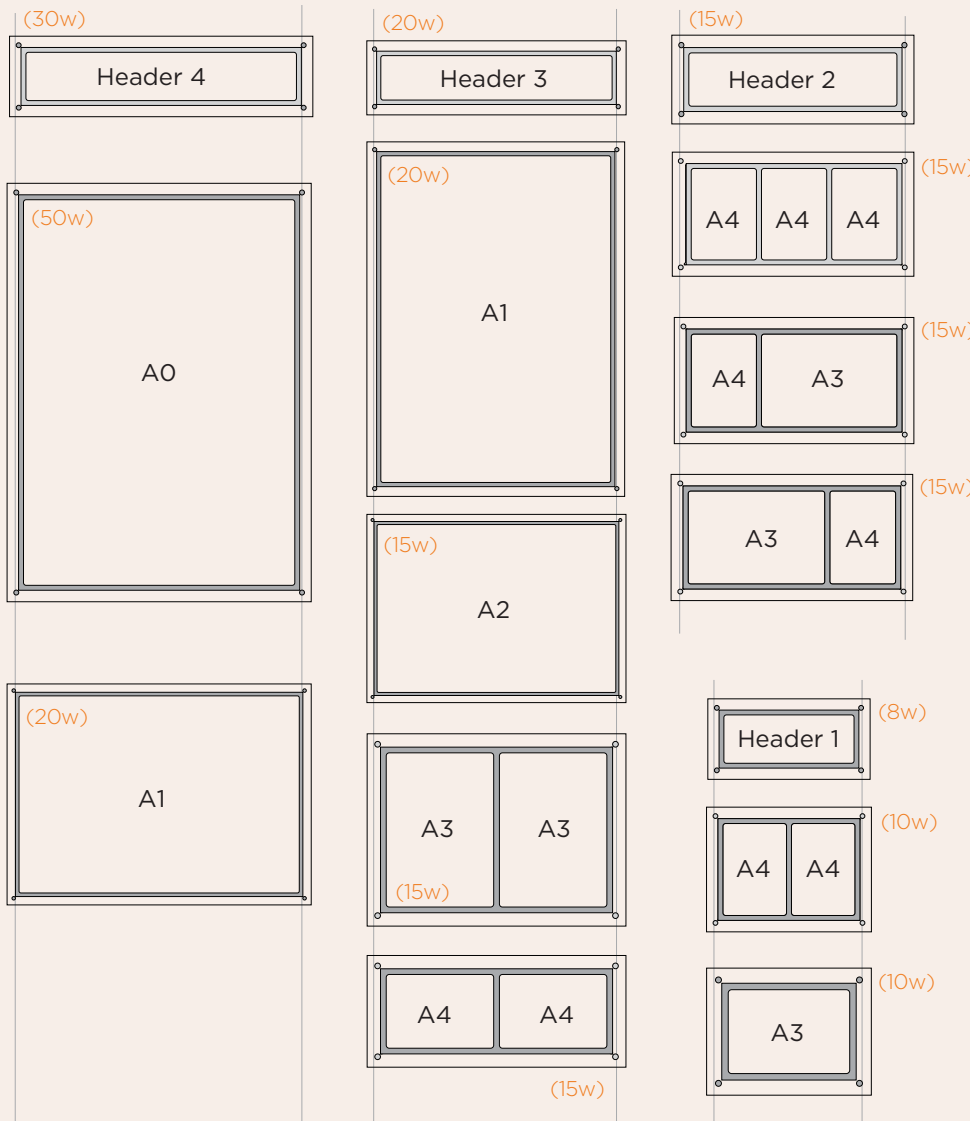 (30w)
Header 4
(50w)
A0
(20w)
A1
(20w)
Header 3
(20w)
A1
(15w)
A2
A3 A3
(15w)
A4 A4
(15w)
(15w)
Header 2
(15w)
A4 A4 A4
(15w)
A4 A3
(15w)
A3 A4
(8w)
Header 1
(10w)
A4 A4
(10w)
A3